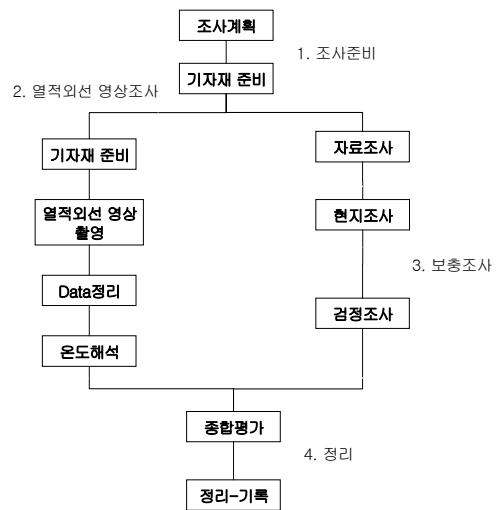 조사계획
1. 조사준비
기자재 준비
2. 열적외선 영상조사
기자재 준비
자료조사
열적외선 영상
촬영
현지조사
3. 보충조사
Data정리
검정조사
온도해석
종합평가
4. 정리
정리-기록